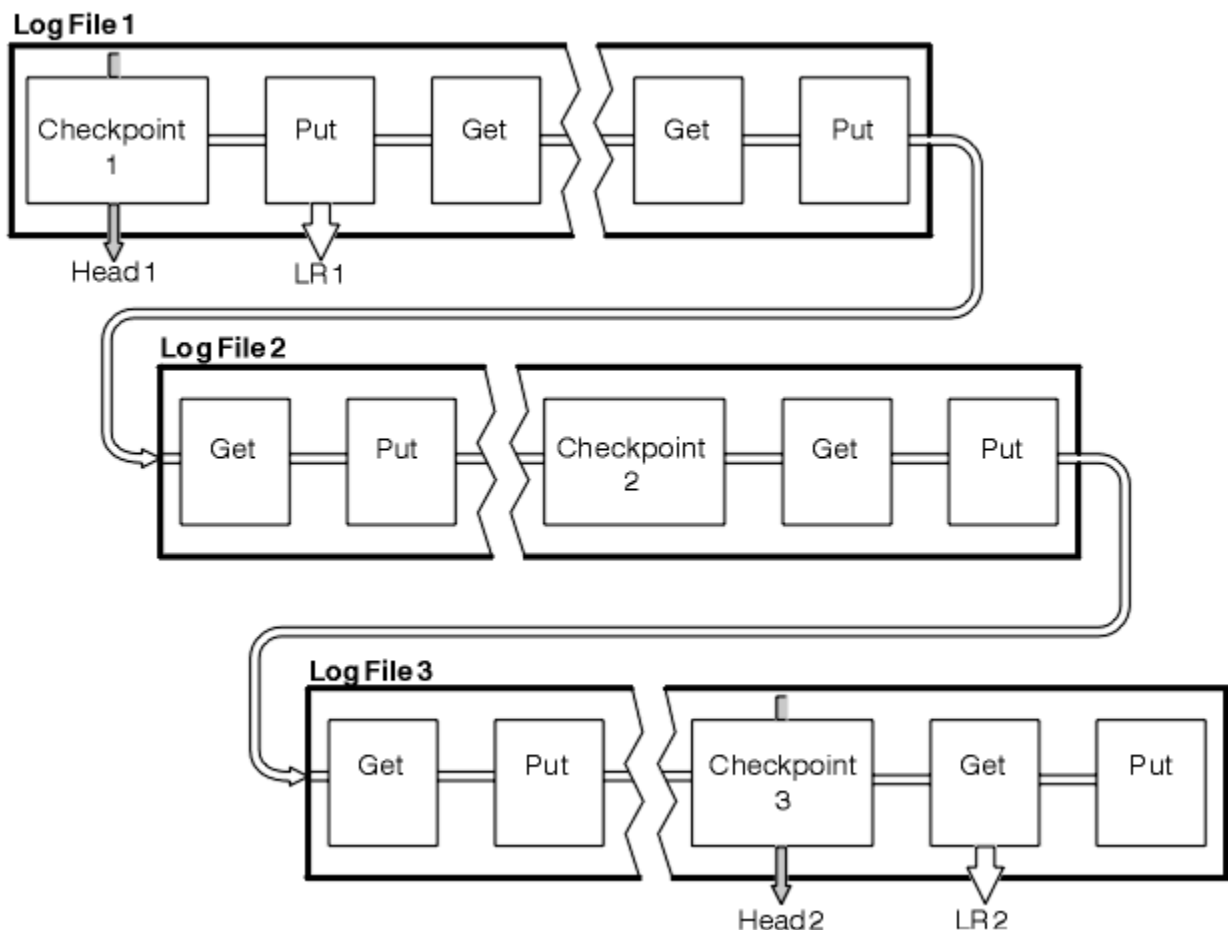 Log File 1
Checkpoint
1
Put
Get
Get
Put
Head 1
LR 1
Log File 2
Get
Put
Checkpoint
2
Get
Put
Log File 3
Get
Put
Checkpoint
3
Get
Put
Head 2
LR 2